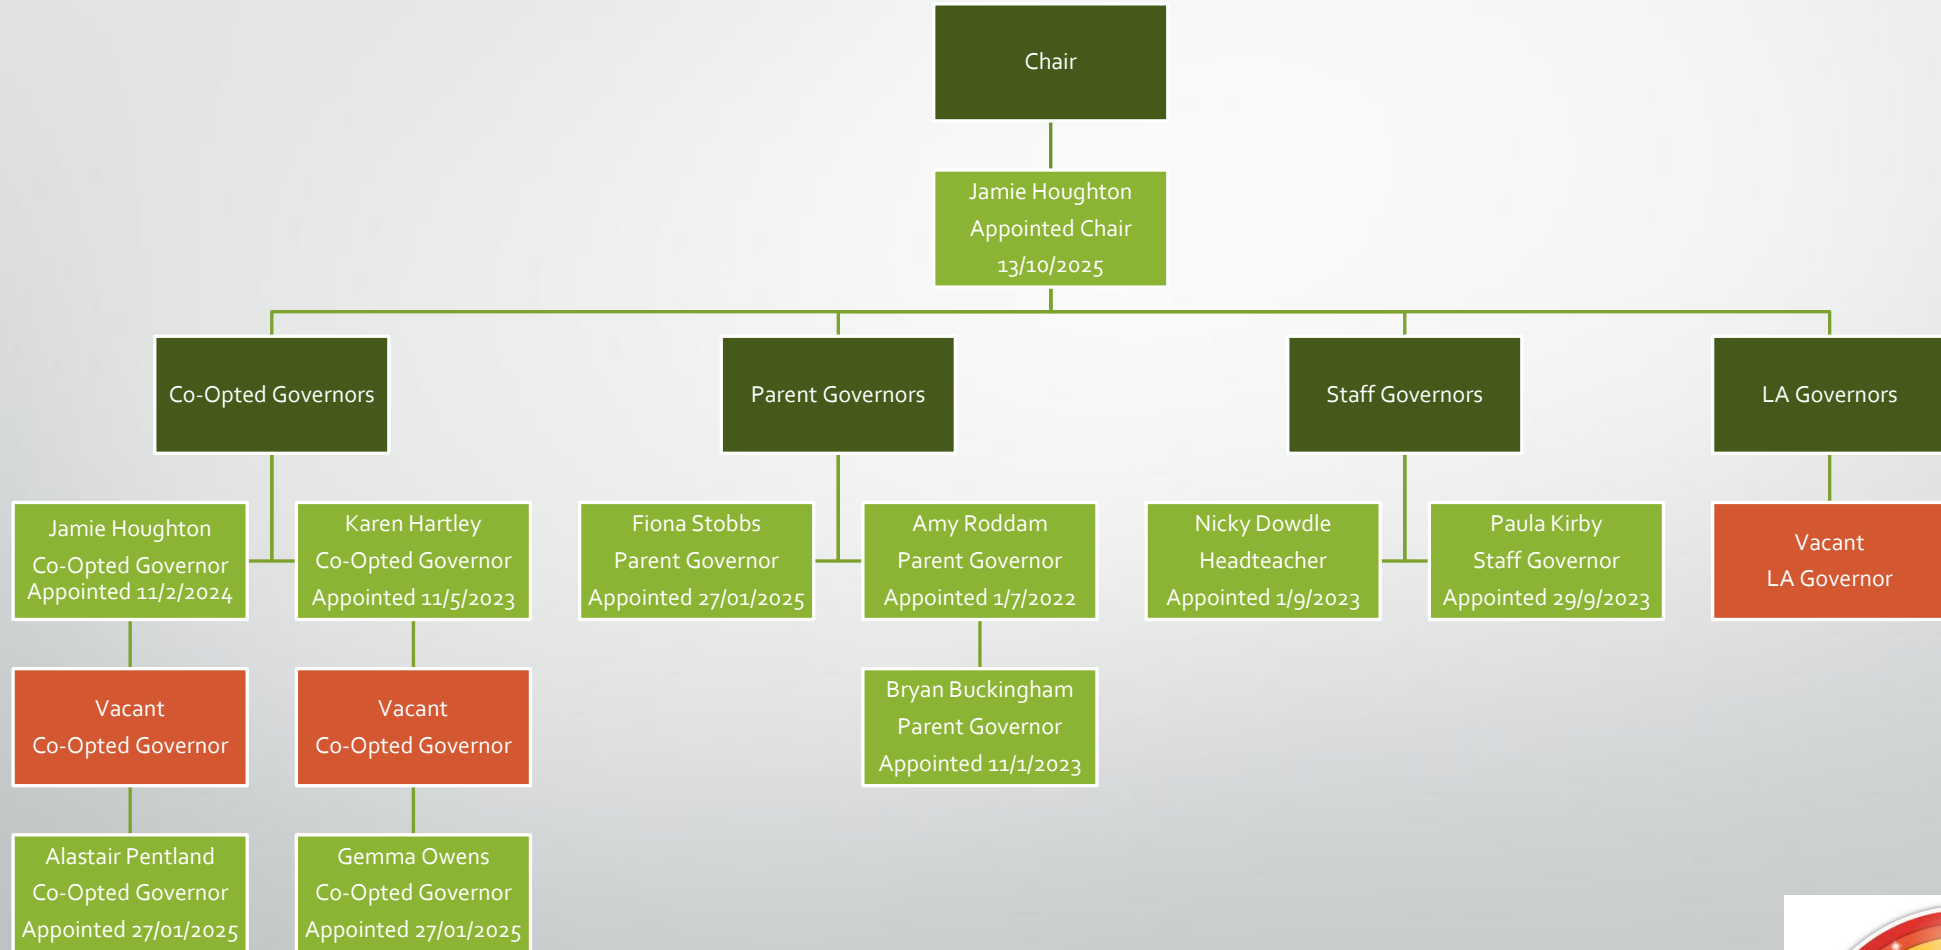 Chair
Jamie Houghton
Appointed Chair
13/10/2025
Co-Opted Governors
Parent Governors
Staff Governors
LA Governors
Jamie Houghton
Co-Opted Governor
Appointed 11/2/2024
Karen Hartley
Co-Opted Governor
Appointed 11/5/2023
Fiona Stobbs
Parent Governor
Appointed 27/01/2025
Amy Roddam
Parent Governor
Appointed 1/7/2022
Nicky Dowdle
Headteacher
Appointed 1/9/2023
Paula Kirby
Staff Governor
Appointed 29/9/2023
Vacant
LA Governor
Vacant
Co-Opted Governor
Vacant
Co-Opted Governor
Bryan Buckingham
Parent Governor
Appointed 11/1/2023
Alastair Pentland
Co-Opted Governor
Appointed 27/01/2025
Gemma Owens
Co-Opted Governor
Appointed 27/01/2025